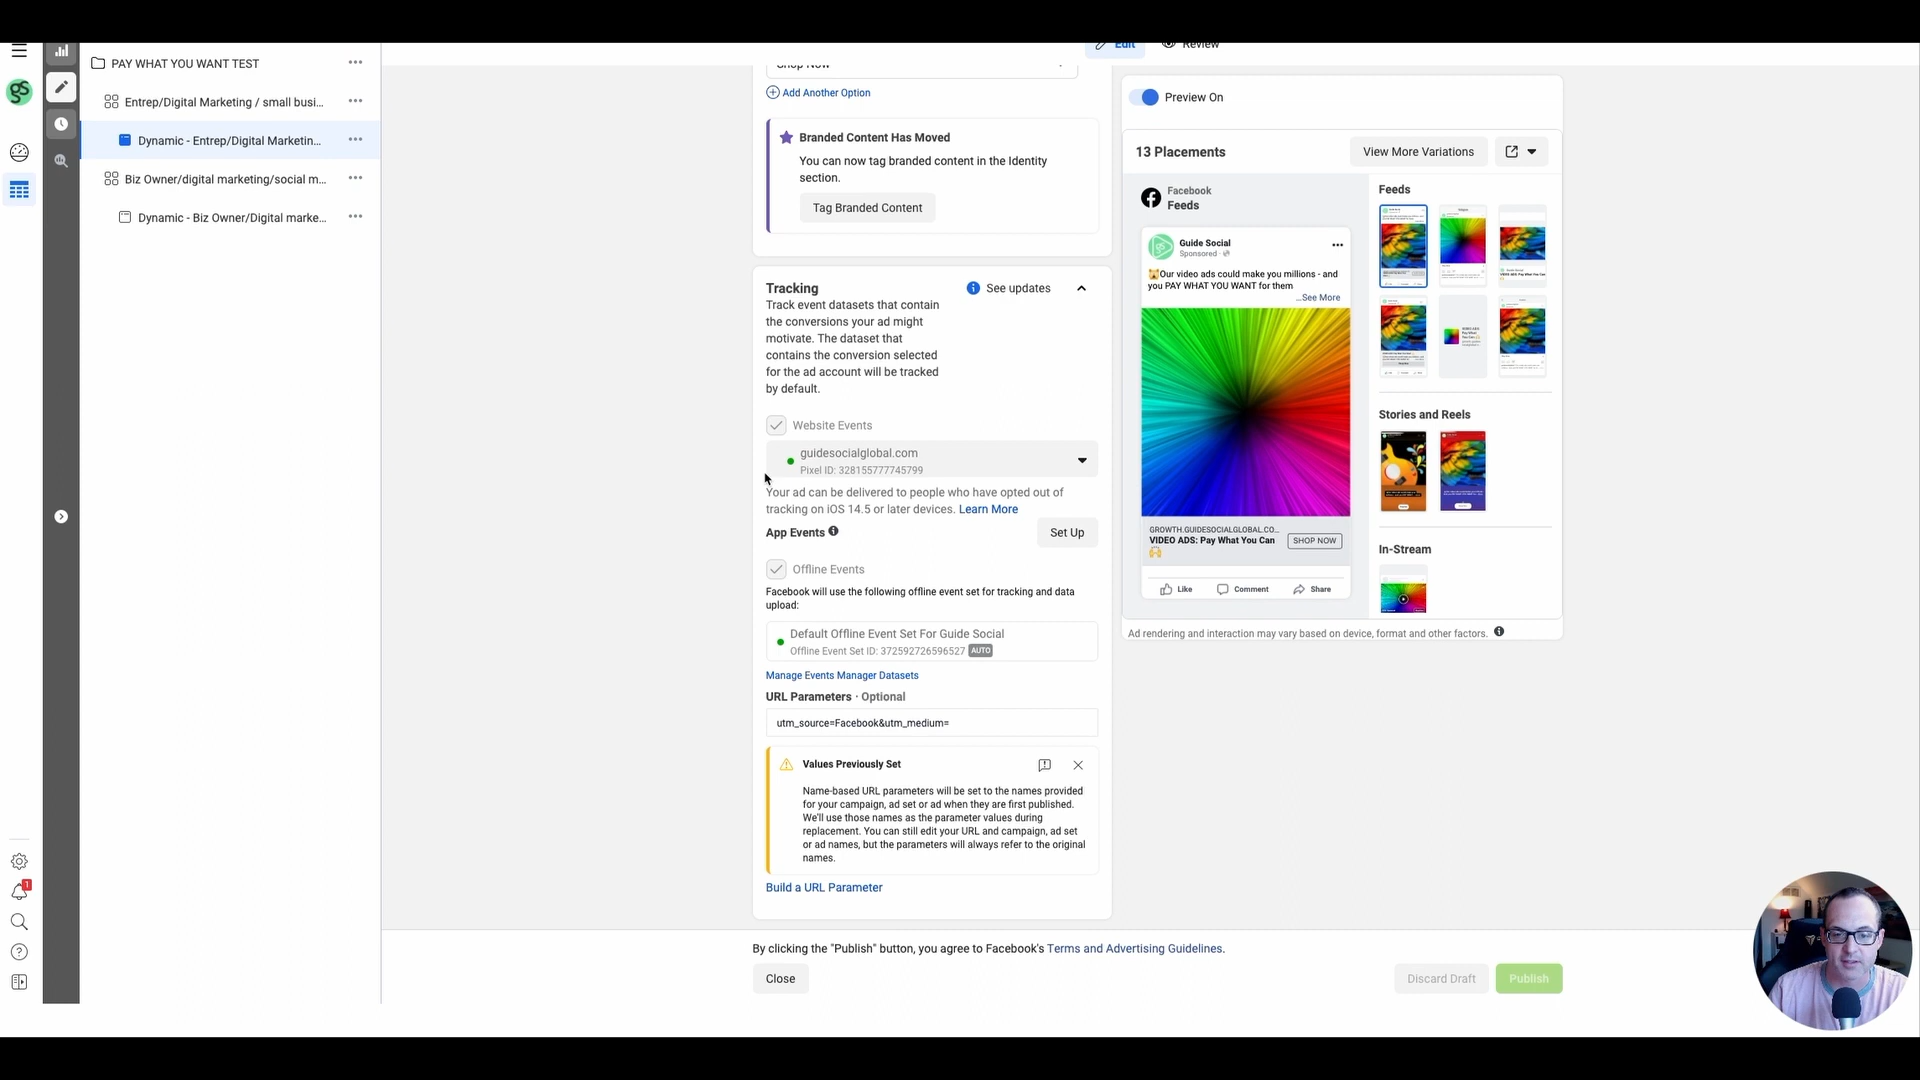 Edit
Review
PAY WHAT YOU WANT TEST
Entrep/Digital Marketing / small busi...
Dynamic - Entrep/Digital Marketin...
Biz Owner/digital marketing/social m...
Dynamic - Biz Owner/Digital marke...
gs
Shop Now
Add Another Option
Branded Content Has Moved
You can now tag branded content in the Identity
section.
Tag Branded Content
Tracking
See updates
Track event datasets that contain
the conversions your ad might
motivate. The dataset that
contains the conversion selected
for the ad account will be tracked
by default.
Website Events
guidesocialglobal.com
Pixel ID: 328155777745799
Your ad can be delivered to people who have opted out of
tracking on iOS 14.5 or later devices. Learn More
App Events
Set Up
Offline Events
Facebook will use the following offline event set for tracking and data
upload:
Default Offline Event Set For Guide Social
Offline Event Set ID: 372592726596527 AUTO
Manage Events Manager Datasets
URL Parameters · Optional
utm_source=Facebook&utm_medium=
Values Previously Set
Name-based URL parameters will be set to the names provided
for your campaign, ad set or ad when they are first published.
We'll use those names as the parameter values during
replacement. You can still edit your URL and campaign, ad set
or ad names, but the parameters will always refer to the original
names.
Build a URL Parameter
By clicking the "Publish" button, you agree to Facebook's Terms and Advertising Guidelines.
Close
Discard Draft
Publish
Preview On
13 Placements
View More Variations
Facebook
Feeds
Guide Social
Sponsored ·
Our video ads could make you millions - and
you PAY WHAT YOU WANT for them
...See More
GROWTH.GUIDESOCIALGLOBAL.CO...
VIDEO ADS: Pay What You Can
SHOP NOW
Like
Comment
Share
Feeds
Stories and Reels
In-Stream
Ad rendering and interaction may vary based on device, format and other factors.
1